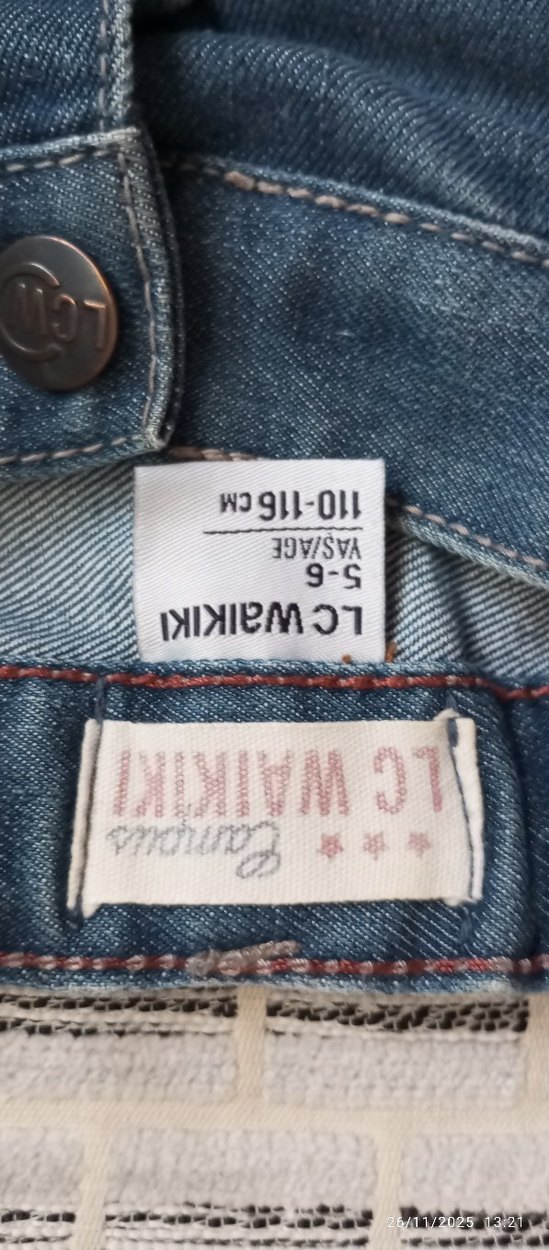 LCW
LC WAIKIKI
5-6
YAŞ/AGE
110-116 CM
★★★ Campus
LC WAIKIKI
26/11/2025 13:21